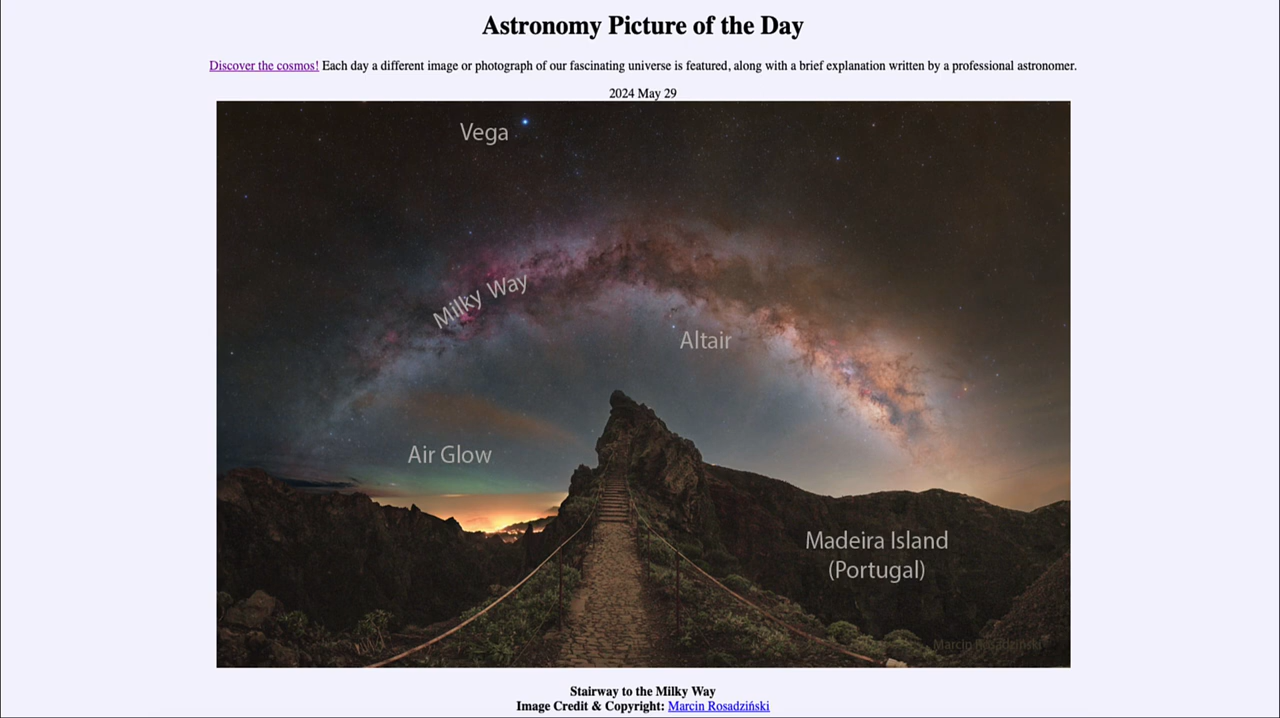 Astronomy Picture of the Day
Discover the cosmos! Each day a different image or photograph of our fascinating universe is featured, along with a brief explanation written by a professional astronomer.
2024 May 29
Vega
Milky Way
Altair
Air Glow
Madeira Island
(Portugal)
Marcin Rosadziński
Stairway to the Milky Way
Image Credit & Copyright: Marcin Rosadziński